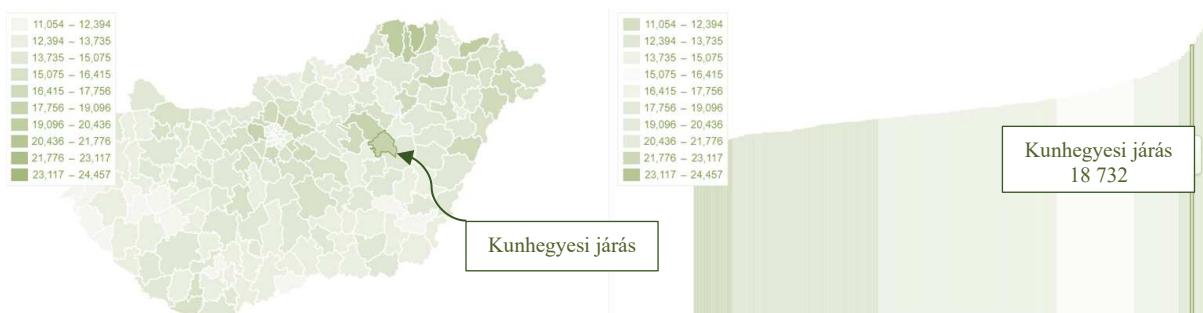 11,054 – 12,394
12,394 – 13,735
13,735 – 15,075
15,075 – 16,415
16,415 – 17,756
17,756 – 19,096
19,096 – 20,436
20,436 – 21,776
21,776 – 23,117
23,117 – 24,457
Kunhegyesi járás
11,054 – 12,394
12,394 – 13,735
13,735 – 15,075
15,075 – 16,415
16,415 – 17,756
17,756 – 19,096
19,096 – 20,436
20,436 – 21,776
21,776 – 23,117
23,117 – 24,457
Kunhegyesi járás
18 732